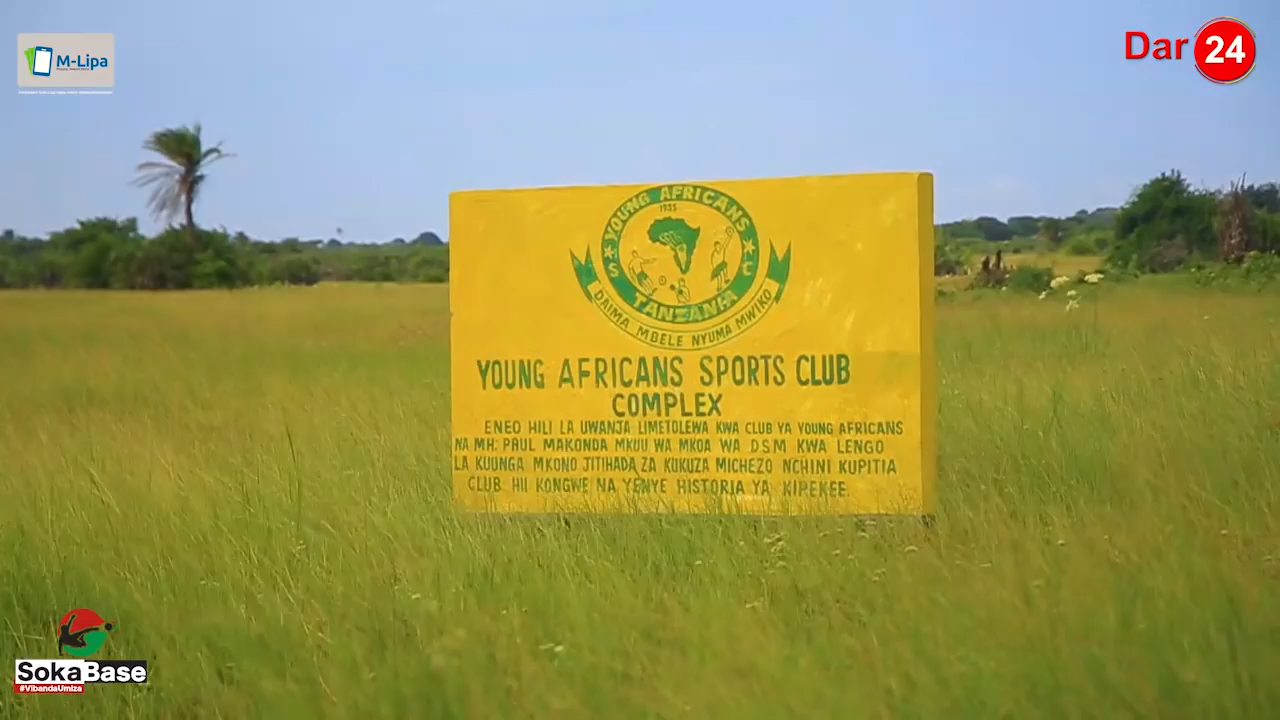 M-Lipa
Dar 24
YOUNG AFRICANS
1935
S C
TANZANIA
DAIMA MBELE NYUMA MWIKO
YOUNG AFRICANS SPORTS CLUB
COMPLEX
ENEO HILI LA UWANJA LIMETOLEWA KWA CLUB YA YOUNG AFRICANS
NA MH: PAUL MAKONDA MKUU WA MKOA WA DSM KWA LENGO
LA KUUNGA MKONO JITIHADA ZA KUKUZA MICHEZO NCHINI KUPITIA
CLUB HII KONGWE NA YENYE HISTORIA YA KIPEKEE.
SokaBase
#VibandaUmiza